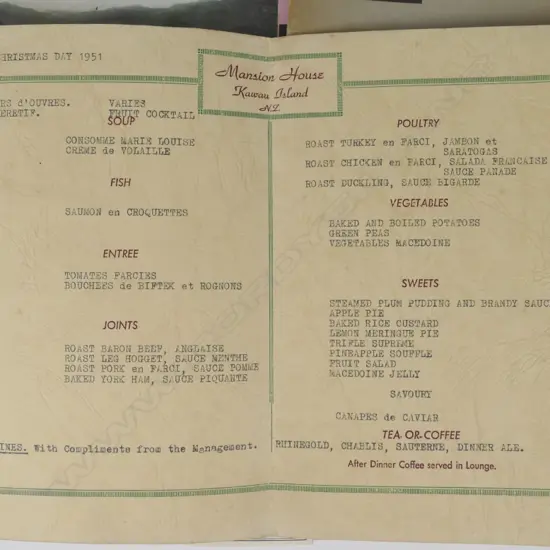 CHRISTMAS DAY 1951
Mansion House
Kawau Island
N.Z.
D'OUVRES. VARIES
FRUIT COCKTAIL
SOUP
CONSOMME MARIE LOUISE
CREME de VOLAILLE
FISH
SAUMON en CROQUETTES
ENTREE
TOMATES FARCIES
BOUCHEES de BIFTEK et ROGNONS
JOINTS
ROAST BARON BEEF, ANGLAISE
ROAST LEG HOGGET, SAUCE MENTHE
ROAST PORK en FARCI, SAUCE POMME
BAKED YORK HAM, SAUCE PIQUANTE
INES. With Compliments from the Management.
POULTRY
ROAST TURKEY en FARCI, JAMBON et
SARATOGAS
ROAST CHICKEN en FARCI, SALADA FRANCAISE
SAUCE PANADE
ROAST DUCKLING, SAUCE BIGARDE
VEGETABLES
BAKED AND BOILED POTATOES
GREEN PEAS
VEGETABLES MACEDOINE
SWEETS
STEAMED PLUM PUDDING AND BRANDY SAUC
APPLE PIE
BAKED RICE CUSTARD
LEMON MERINGUE PIE
TRIFLE SUPREME
PINEAPPLE SOUFFLE
FRUIT SALAD
MACEDOINE JELLY
SAVOURY
CANAPES de CAVIAR
TEA OR COFFEE
RHINEGOLD, CHABLIS, SAUTERNE, DINNER ALE.
After Dinner Coffee served in Lounge.